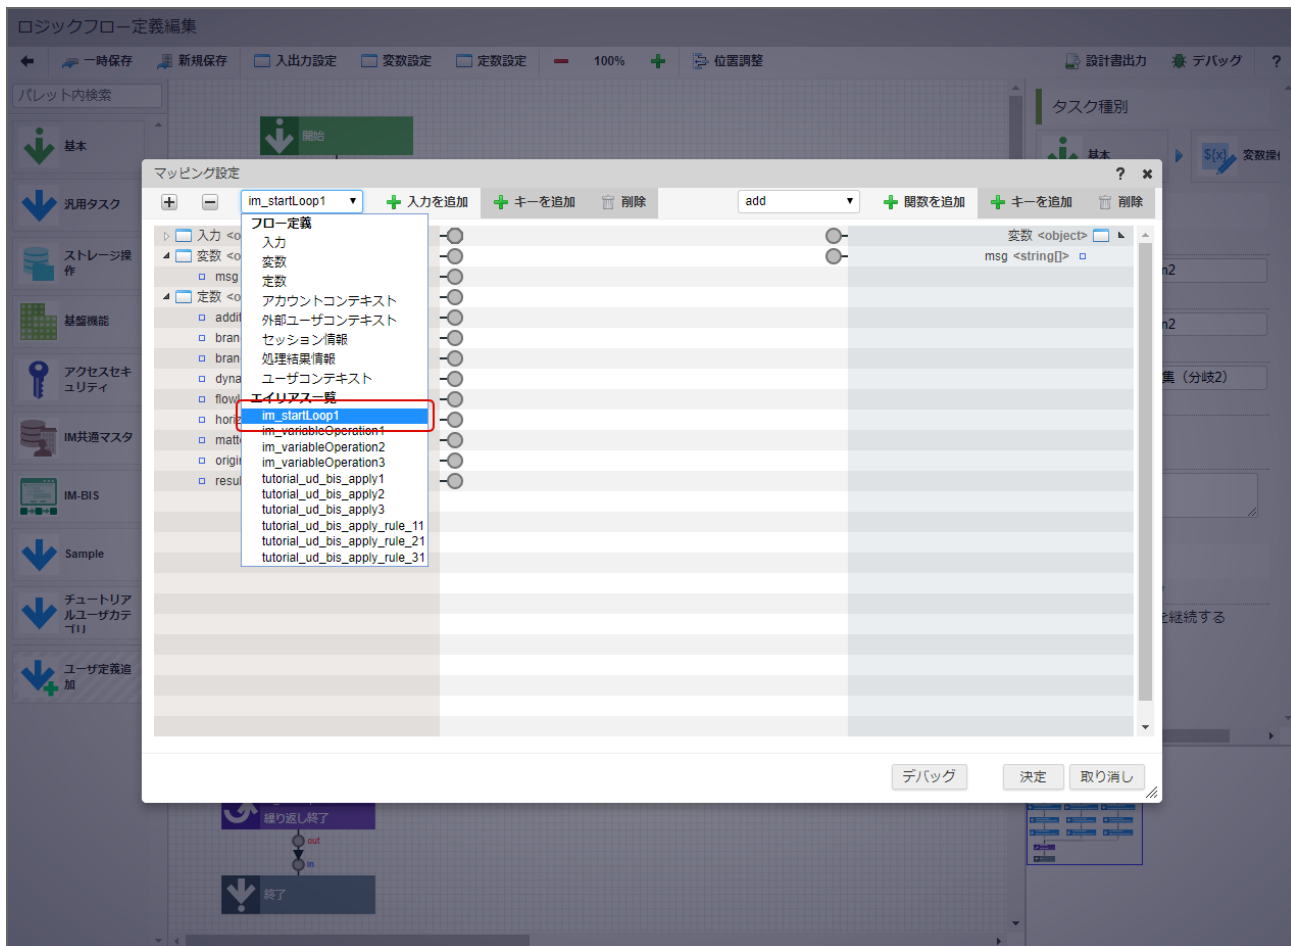 ロジックフロー定義編集
一時保存 新規保存 入出力設定 変数設定 定数設定 100% 位置調整 設計書出力 デバッグ ?
パレット内検索
基本
汎用タスク
ストレージ操
作
基盤機能
アクセスセキ
ュリティ
IM共通マスタ
IM-BIS
Sample
チュートリア
ルユーザカテ
ゴリ
ユーザ定義追
加
開始
タスク種別
基本 ${x} 変数操
マッピング設定 ?
im_startLoop1 入力を追加 キーを追加 削除 add 関数を追加 キーを追加 削除
入力 <o
変数 <o
msg
定数 <o
addit
bran
bran
dyna
flow
horiz
matt
origi
resul
フロー定義
入力
変数
定数
アカウントコンテキスト
外部ユーザコンテキスト
セッション情報
処理結果情報
ユーザコンテキスト
エイリアス一覧
im_startLoop1
im_variableOperation1
im_variableOperation2
im_variableOperation3
tutorial_ud_bis_apply1
tutorial_ud_bis_apply2
tutorial_ud_bis_apply3
tutorial_ud_bis_apply_rule_11
tutorial_ud_bis_apply_rule_21
tutorial_ud_bis_apply_rule_31
変数 <object>
msg <string[]>
n2
n2
集（分岐2）
を継続する
デバッグ 決定 取り消し
繰り返し終了
out
in
終了